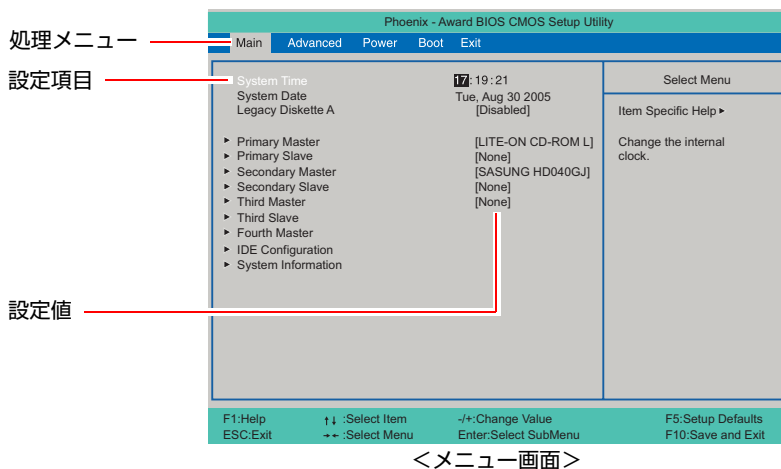 Phoenix - Award BIOS CMOS Setup Utility
処理メニュー
Main Advanced Power Boot Exit
設定項目
System Time 17:19:21
System Date Tue, Aug 30 2005
Legacy Diskette A [Disabled]
Select Menu
Item Specific Help ▸
Change the internal
clock.
▸ Primary Master [LITE-ON CD-ROM L]
▸ Primary Slave [None]
▸ Secondary Master [SASUNG HD040GJ]
▸ Secondary Slave [None]
▸ Third Master [None]
▸ Third Slave
▸ Fourth Master
▸ IDE Configuration
▸ System Information
設定値
F1:Help ↑↓ :Select Item -/+:Change Value F5:Setup Defaults
ESC:Exit →← :Select Menu Enter:Select SubMenu F10:Save and Exit
＜メニュー画面＞